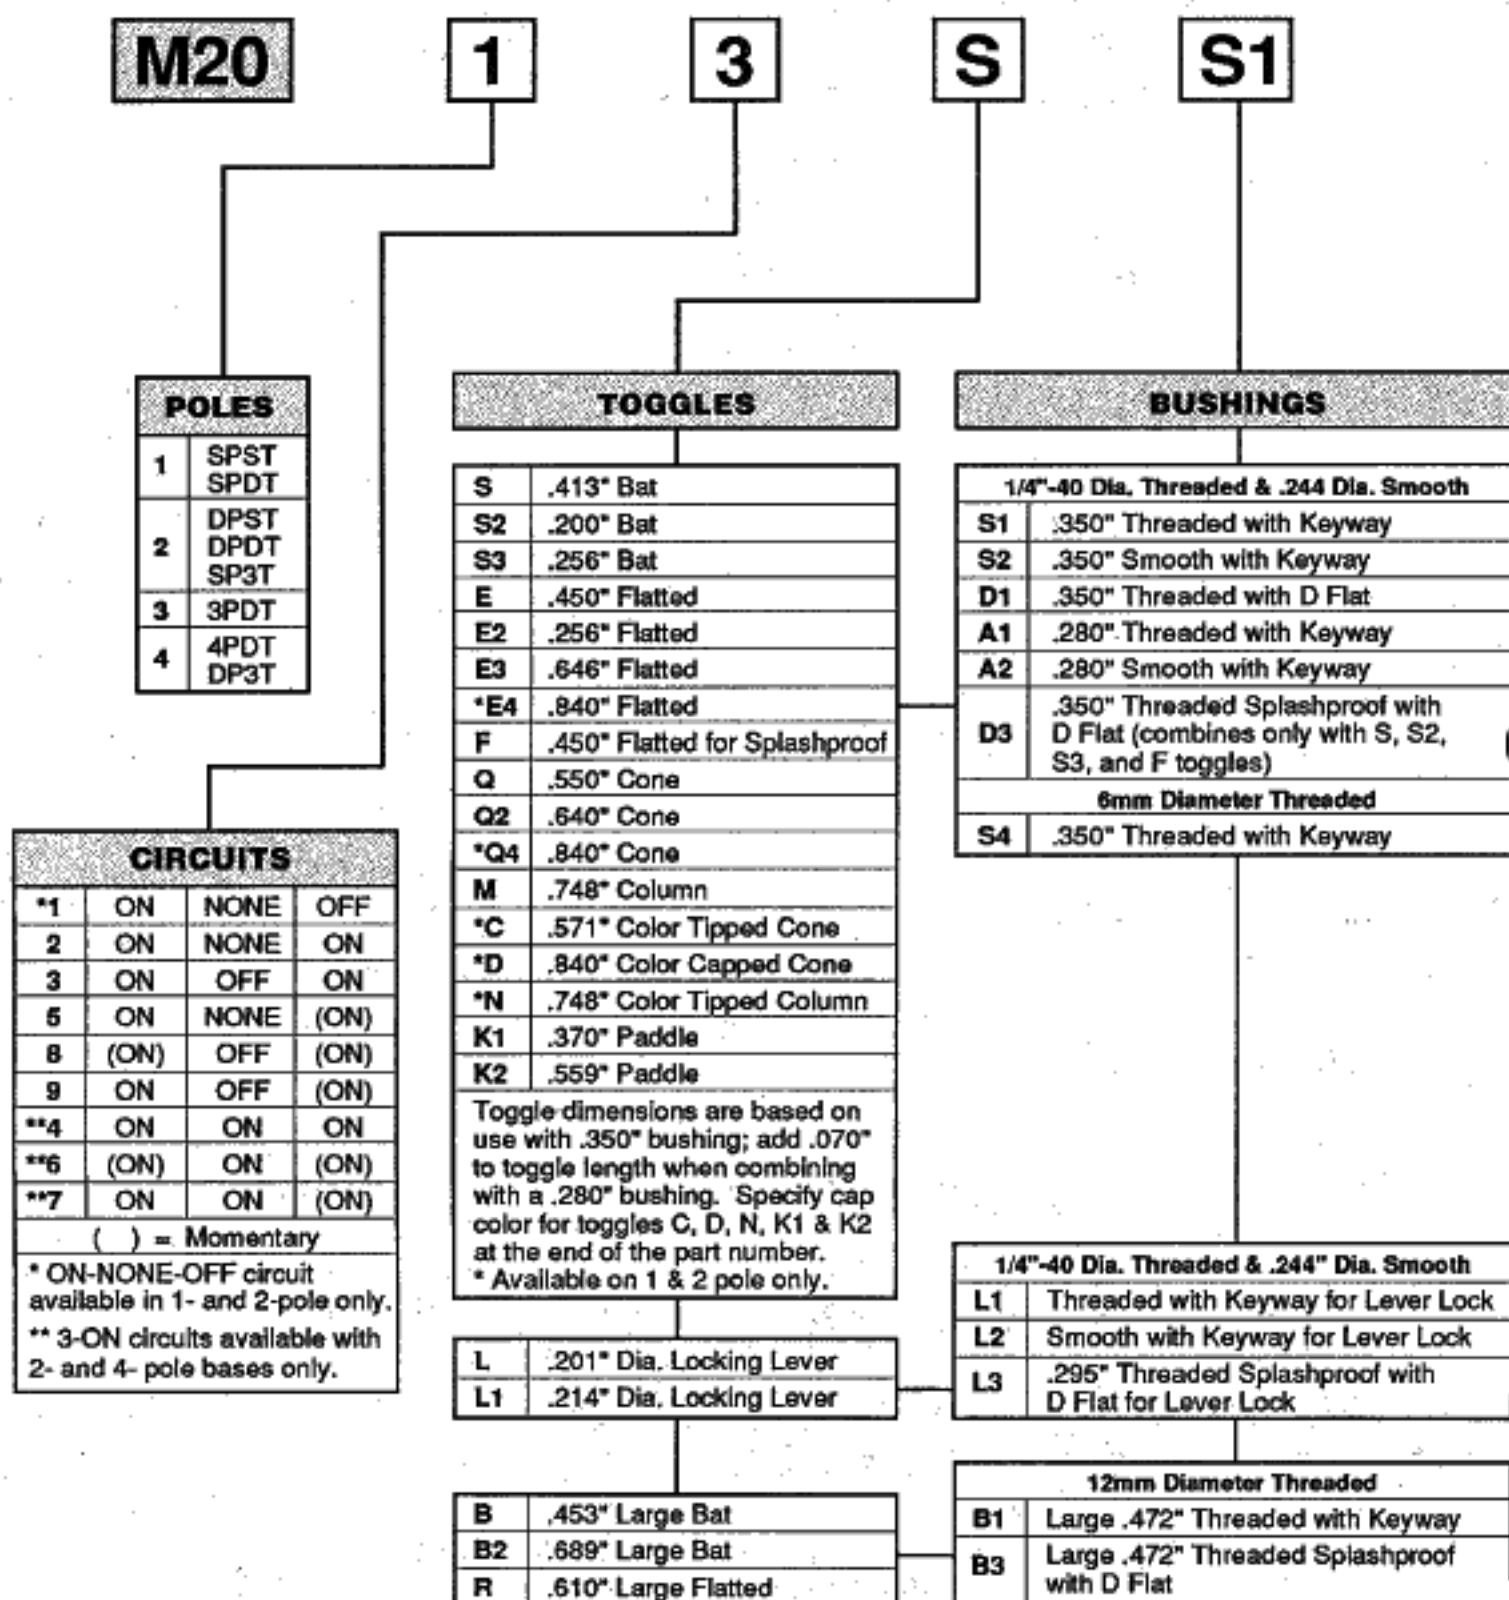 M20 1 3 S S1
POLES
1 SPST
SPDT
2 DPST
DPDT
SP3T
3 3PDT
4 4PDT
DP3T
CIRCUITS
*1 ON NONE OFF
2 ON NONE ON
3 ON OFF ON
5 ON NONE (ON)
8 (ON) OFF (ON)
9 ON OFF (ON)
**4 ON ON ON
**6 (ON) ON (ON)
**7 ON ON (ON)
( ) = Momentary
* ON-NONE-OFF circuit
available in 1- and 2-pole only.
** 3-ON circuits available with
2- and 4- pole bases only.
TOGGLES
S .413" Bat
S2 .200" Bat
S3 .256" Bat
E .450" Flatted
E2 .256" Flatted
E3 .646" Flatted
*E4 .840" Flatted
F .450" Flatted for Splashproof
Q .550" Cone
Q2 .640" Cone
*Q4 .840" Cone
M .748" Column
*C .571" Color Tipped Cone
*D .840" Color Capped Cone
*N .748" Color Tipped Column
K1 .370" Paddle
K2 .559" Paddle
Toggle dimensions are based on
use with .350" bushing; add .070"
to toggle length when combining
with a .280" bushing. Specify cap
color for toggles C, D, N, K1 & K2
at the end of the part number.
* Available on 1 & 2 pole only.
L .201" Dia. Locking Lever
L1 .214" Dia. Locking Lever
B .453" Large Bat
B2 .689" Large Bat
R .610" Large Flatted
BUSHINGS
1/4"-40 Dia. Threaded & .244 Dia. Smooth
S1 .350" Threaded with Keyway
S2 .350" Smooth with Keyway
D1 .350" Threaded with D Flat
A1 .280" Threaded with Keyway
A2 .280" Smooth with Keyway
D3 .350" Threaded Splashproof with
D Flat (combines only with S, S2,
S3, and F toggles)
6mm Diameter Threaded
S4 .350" Threaded with Keyway
1/4"-40 Dia. Threaded & .244" Dia. Smooth
L1 Threaded with Keyway for Lever Lock
L2 Smooth with Keyway for Lever Lock
L3 .295" Threaded Splashproof with
D Flat for Lever Lock
12mm Diameter Threaded
B1 Large .472" Threaded with Keyway
B3 Large .472" Threaded Splashproof
with D Flat